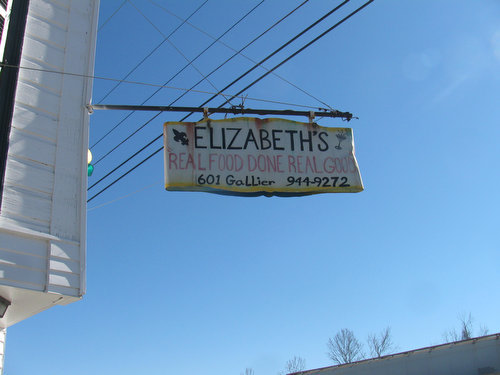 ELIZABETH'S
REAL FOOD DONE REAL GOOD
601 GaLLier 944-9272